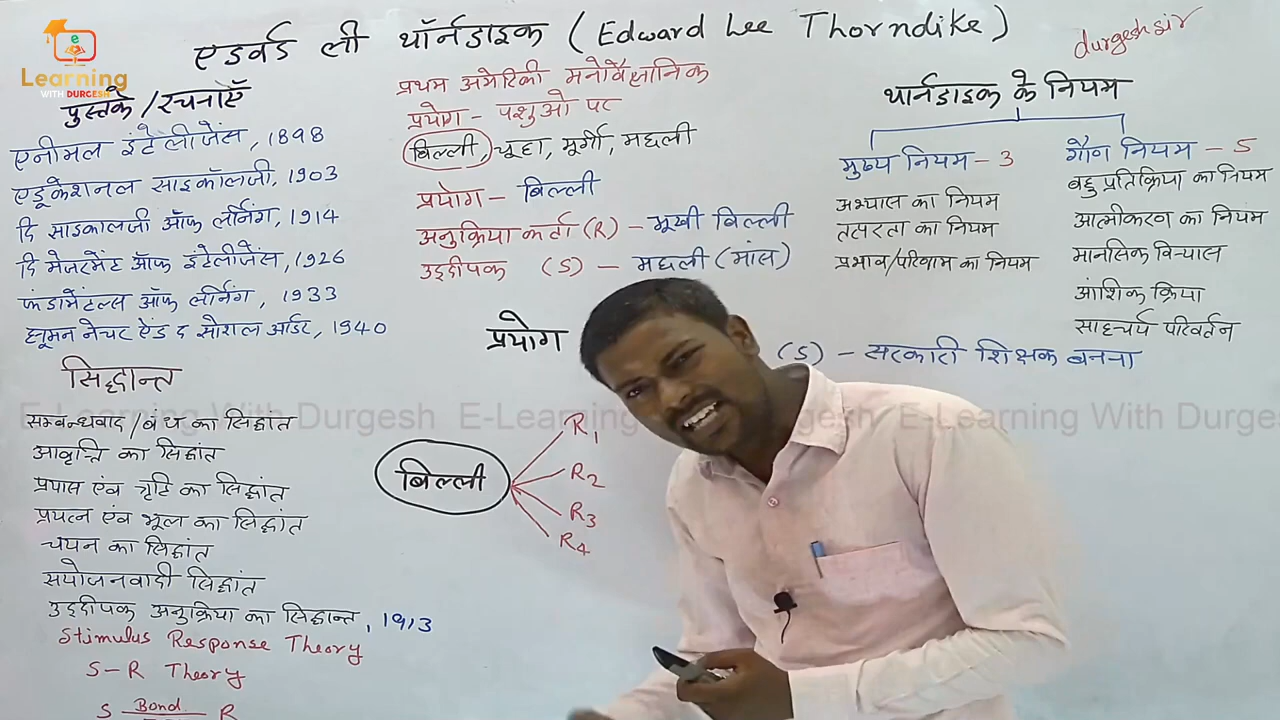 e
Learning
WITH DURGESH
एडवर्ड ली थॉर्नडाइक (Edward Lee Thorndike)
durgesh sir
पुस्तकें/रचनाएँ
एनीमल इंटेलीजेंस, 1898
एडूकेशनल साइकॉलजी, 1903
दि साइकालजी ऑफ लर्निंग, 1914
दि मेजरमेंट ऑफ इंटेलीजेंस, 1926
फंडामेंटल्स ऑफ लर्निंग, 1933
ह्यूमन नेचर ऐंड द सोशल आर्डर, 1940
सिद्धान्त
सम्बन्धवाद/बंध का सिद्धांत
आवृत्ति का सिद्धांत
प्रयास एंव त्रुटि का सिद्धांत
प्रयत्न एंव भूल का सिद्धांत
चयन का सिद्धांत
सयोजनवादी सिद्धांत
उद्दीपक अनुक्रिया का सिद्धान्त, 1913
Stimulus Response Theory
S-R Theory
S Bond R
प्रथम अमेरिकी मनोवैज्ञानिक
प्रयोग - पशुओ पर
बिल्ली, चूहा, मूर्गी, मछली
प्रयोग - बिल्ली
अनुक्रिया कर्ता (R) - भूखी बिल्ली
उद्दीपक (S) - मछली (मांस)
प्रयोग
(S) - सरकारी शिक्षक बनना
बिल्ली
R1
R2
R3
R4
थार्नडाइक के नियम
मुख्य नियम - 3
अभ्यास का नियम
तत्परता का नियम
प्रभाव/परिणाम का नियम
गौण नियम - 5
बहु प्रतिक्रिया का नियम
आत्मीकरण का नियम
मानसिक विन्यास
आंशिक क्रिया
साहचर्य परिवर्तन
E-Learning With Durgesh E-Learning With Durgesh E-Learning With Durges